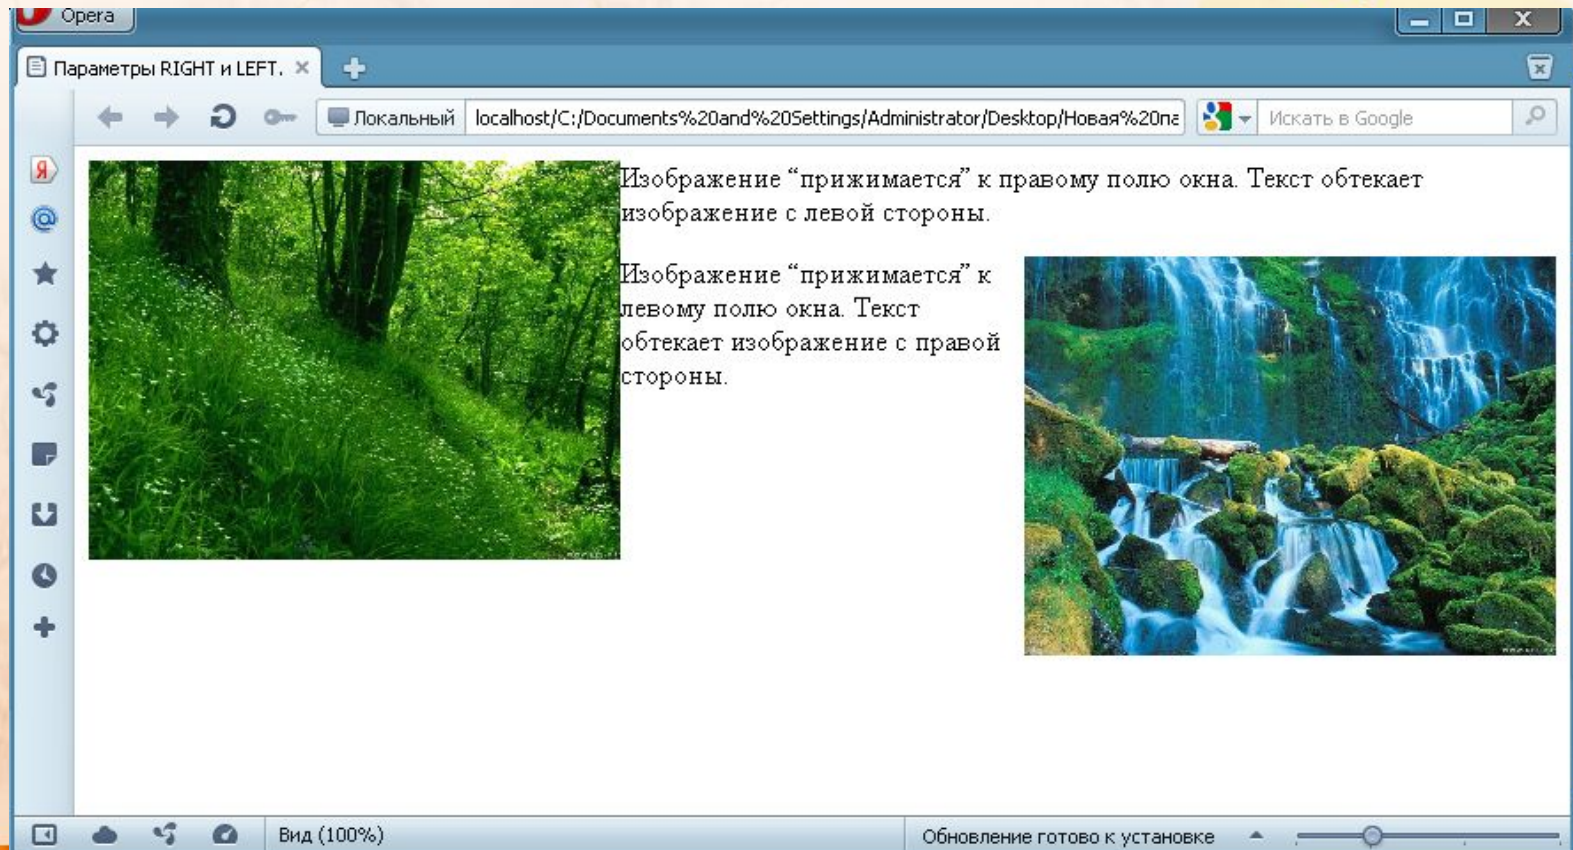 Opera
Параметры RIGHT и LEFT.
Локальный localhost/C:/Documents%20and%20Settings/Administrator/Desktop/Новая%20па Искать в Google
Я
Изображение “прижимается” к правому полю окна. Текст обтекает
изображение с левой стороны.
Изображение “прижимается” к
левому полю окна. Текст
обтекает изображение с правой
стороны.
Вид (100%)
Обновление готово к установке